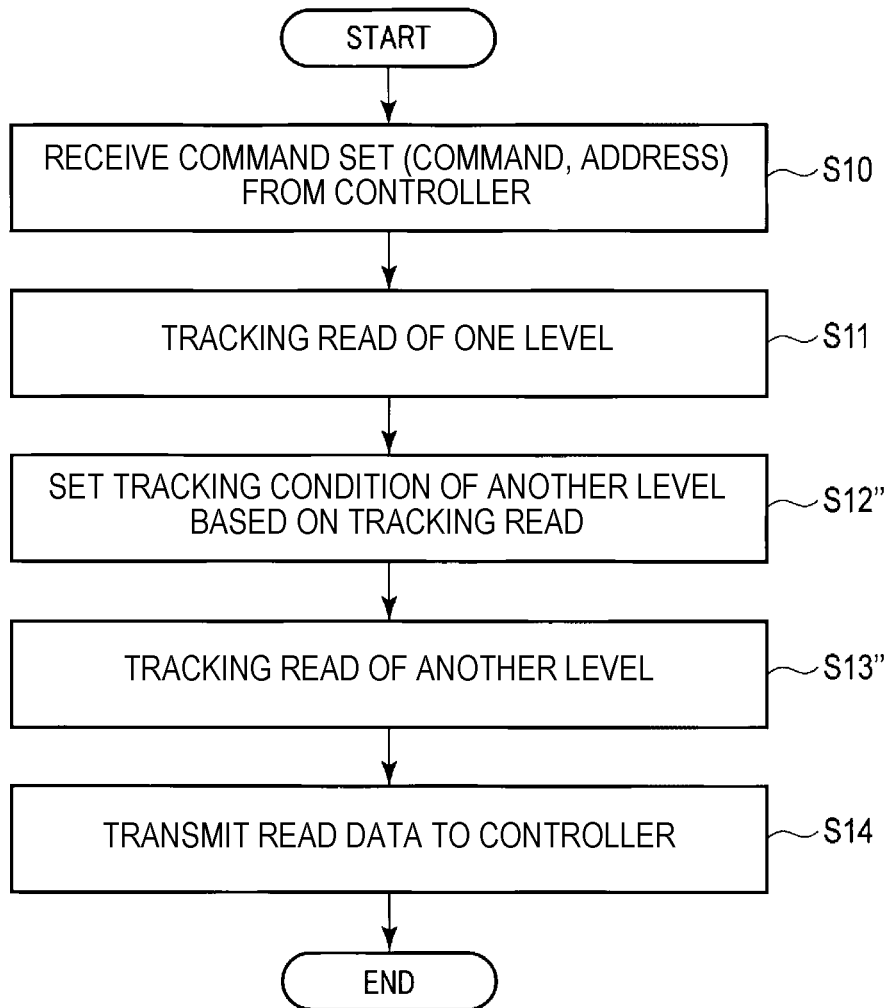 START
RECEIVE COMMAND SET (COMMAND, ADDRESS)
FROM CONTROLLER
S10
TRACKING READ OF ONE LEVEL
S11
SET TRACKING CONDITION OF ANOTHER LEVEL
BASED ON TRACKING READ
S12”
TRACKING READ OF ANOTHER LEVEL
S13”
TRANSMIT READ DATA TO CONTROLLER
S14
END